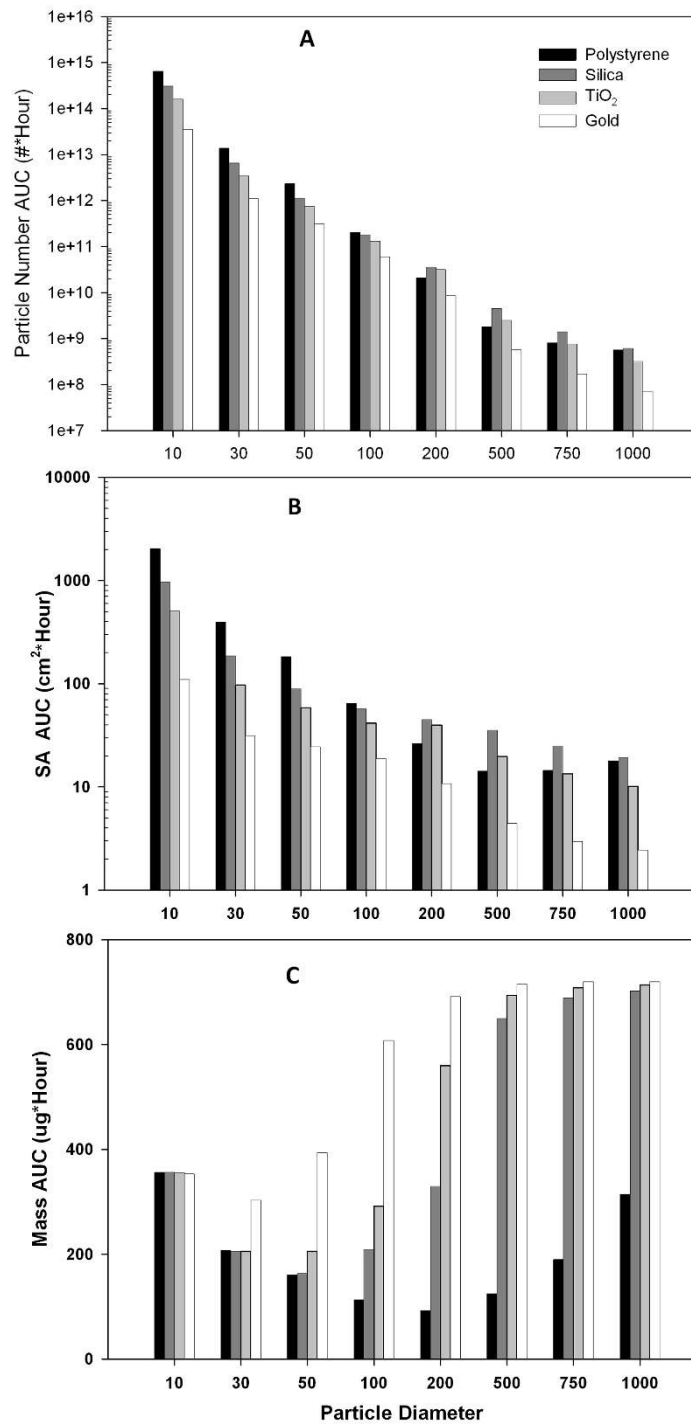 A
Polystyrene
Silica
TiO₂
Gold
Particle Number AUC (#*Hour)
1e+16
1e+15
1e+14
1e+13
1e+12
1e+11
1e+10
1e+9
1e+8
1e+7
10 30 50 100 200 500 750 1000
B
SA AUC (cm²*Hour)
10000
1000
100
10
1
10 30 50 100 200 500 750 1000
C
Mass AUC (ug*Hour)
800
600
400
200
0
10 30 50 100 200 500 750 1000
Particle Diameter